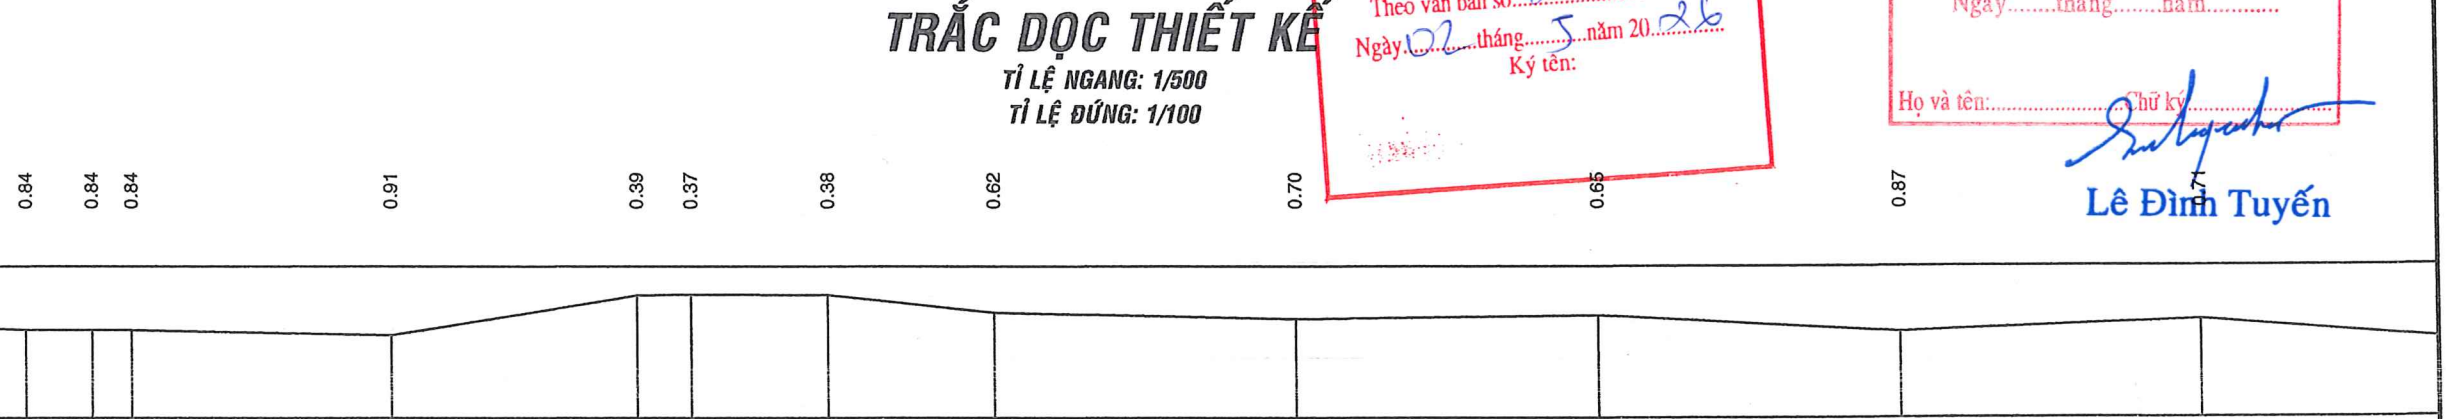 TRẮC DỌC THIẾT KẾ
TỈ LỆ NGANG: 1/500
TỈ LỆ ĐỨNG: 1/100
Theo văn bản số...
Ngày 02 tháng 5 năm 20 26
Ký tên:
Ngày........tháng........năm............
Họ và tên:........................Chữ ký............................
Lê Đình Tuyến
0.84 0.84 0.84 0.91 0.39 0.37 0.38 0.62 0.70 0.65 0.87 0.71